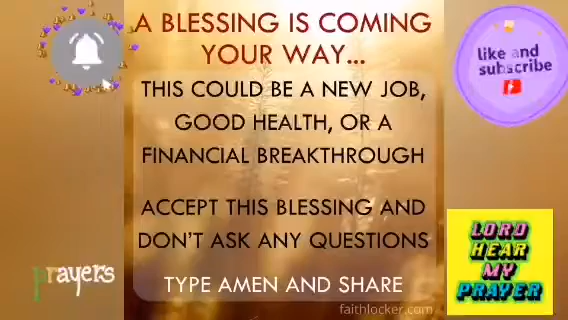 A BLESSING IS COMING
YOUR WAY...
THIS COULD BE A NEW JOB,
GOOD HEALTH, OR A
FINANCIAL BREAKTHROUGH
ACCEPT THIS BLESSING AND
DON'T ASK ANY QUESTIONS
TYPE AMEN AND SHARE
faithlocker.com
like and
subscribe
prayers
LORD
HEAR
MY
PRAYER